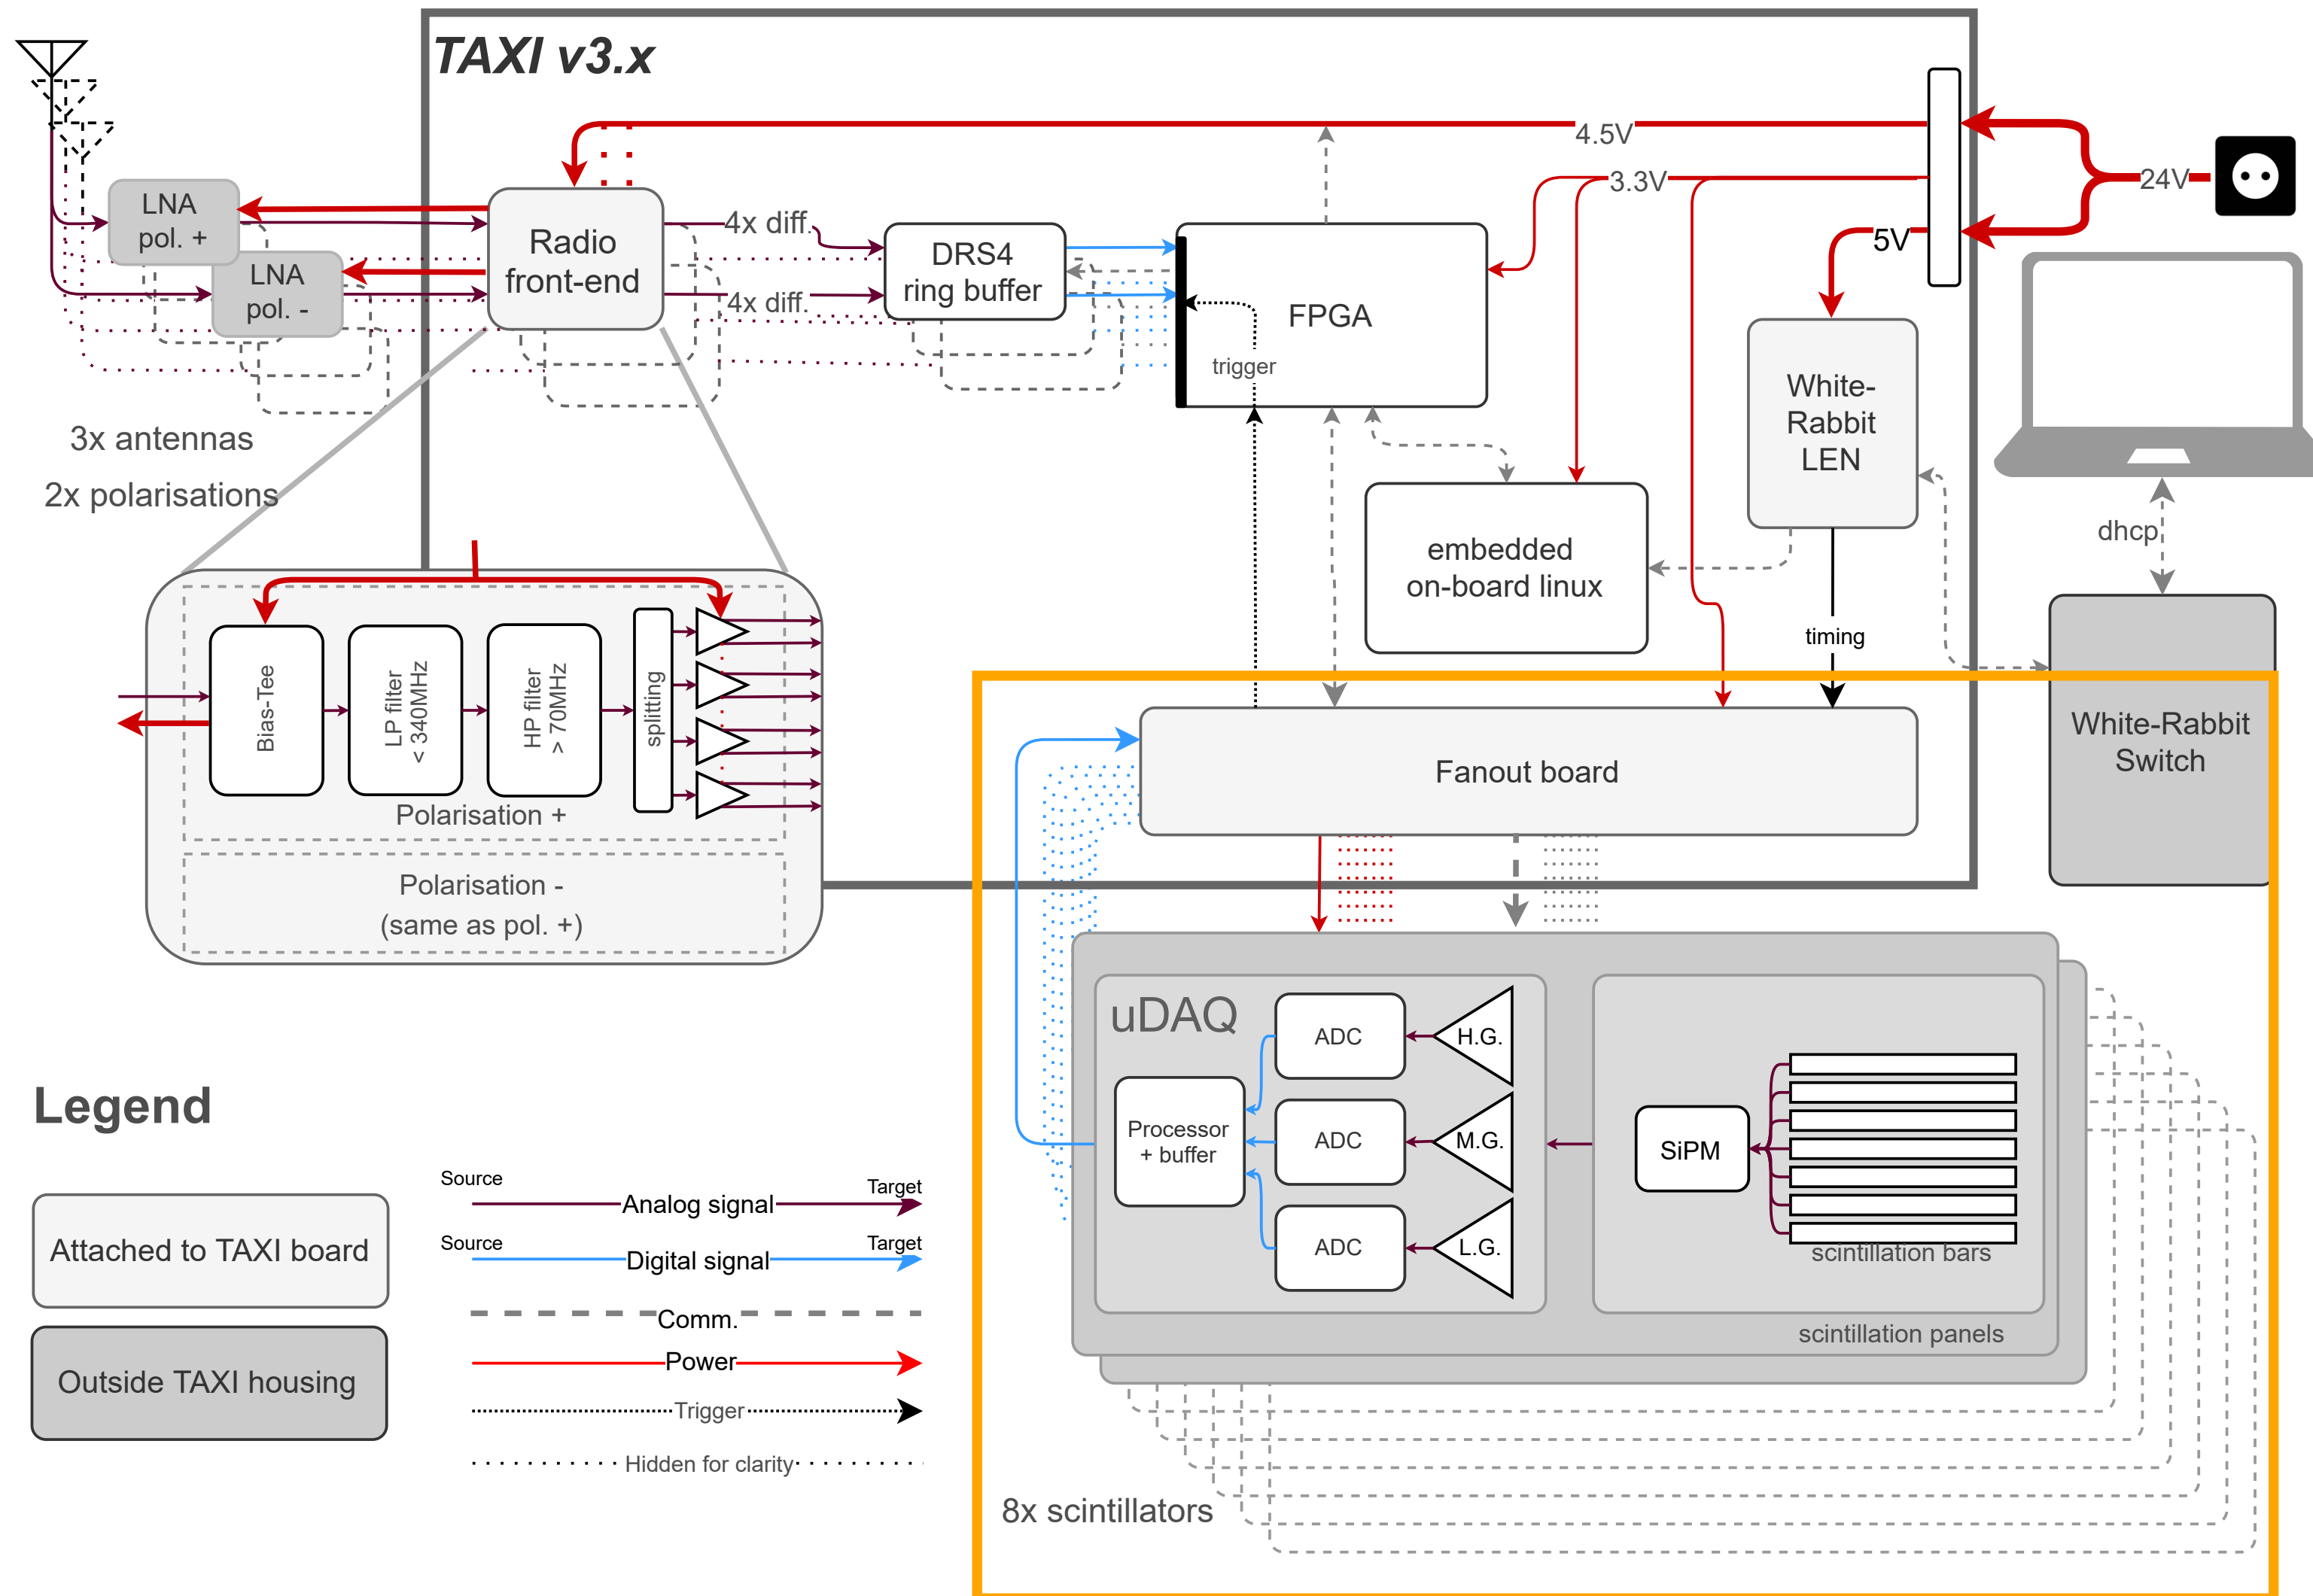 TAXI v3.x
4.5V
3.3V
24V
5V
LNA
pol. +
LNA
pol. -
Radio
front-end
4x diff.
4x diff.
DRS4
ring buffer
FPGA
trigger
White-
Rabbit
LEN
3x antennas
2x polarisations
embedded
on-board linux
dhcp
timing
Bias-Tee
LP filter
< 340MHz
HP filter
> 70MHz
splitting
Polarisation +
Polarisation -
(same as pol. +)
White-Rabbit
Switch
Fanout board
uDAQ
ADC
H.G.
Processor
+ buffer
ADC
M.G.
ADC
L.G.
SiPM
scintillation bars
scintillation panels
8x scintillators
Legend
Attached to TAXI board
Outside TAXI housing
Source
Analog signal
Target
Source
Digital signal
Target
Comm.
Power
Trigger
Hidden for clarity